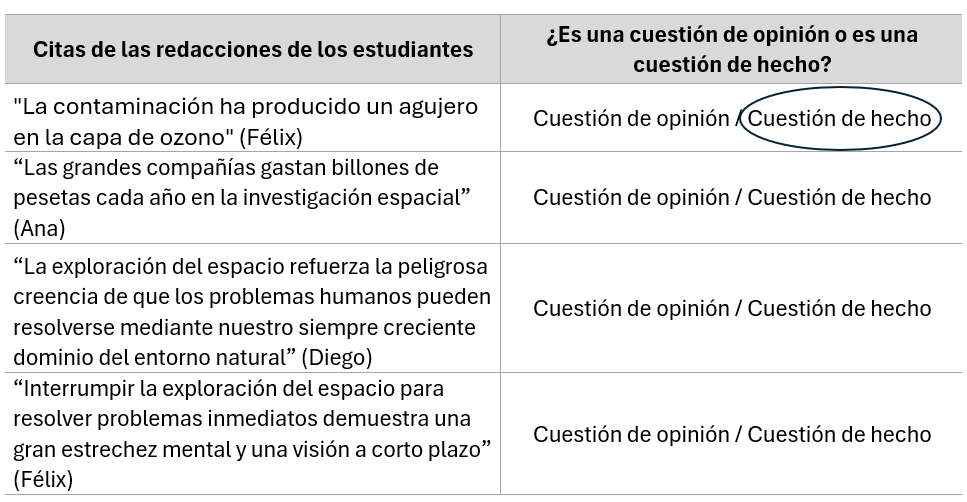 Citas de las redacciones de los estudiantes
¿Es una cuestión de opinión o es una
cuestión de hecho?
"La contaminación ha producido un agujero
en la capa de ozono" (Félix)
Cuestión de opinión / Cuestión de hecho
“Las grandes compañías gastan billones de
pesetas cada año en la investigación espacial”
(Ana)
Cuestión de opinión / Cuestión de hecho
“La exploración del espacio refuerza la peligrosa
creencia de que los problemas humanos pueden
resolverse mediante nuestro siempre creciente
dominio del entorno natural” (Diego)
Cuestión de opinión / Cuestión de hecho
“Interrumpir la exploración del espacio para
resolver problemas inmediatos demuestra una
gran estrechez mental y una visión a corto plazo”
(Félix)
Cuestión de opinión / Cuestión de hecho